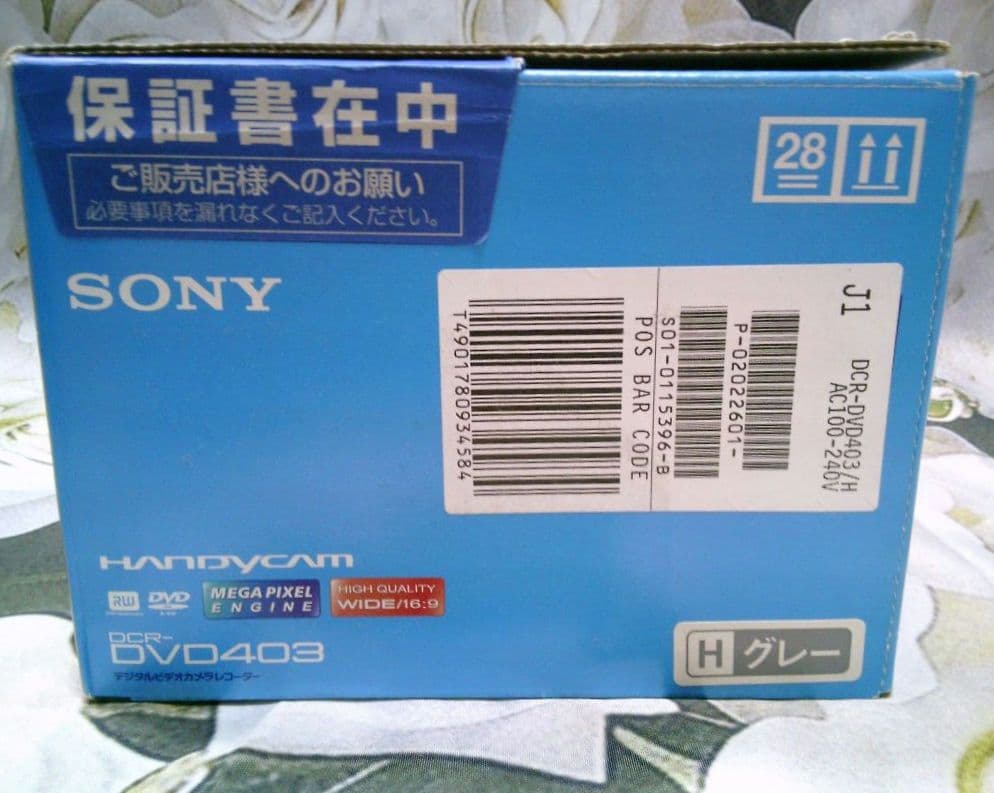 保証書在中
ご販売店様へのお願い
必要事項を漏れなくご記入ください。
28
SONY
J1
DCR-DVD403/H
AC100-240V
P-02022601-
S01-0115396-B
POS BAR CODE
T4901780934584
HANDYCAM
RW
DVD
MEGA PIXEL
ENGINE
HIGH QUALITY
WIDE/16:9
DCR-
DVD403
デジタルビデオカメラレコーダー
H グレー